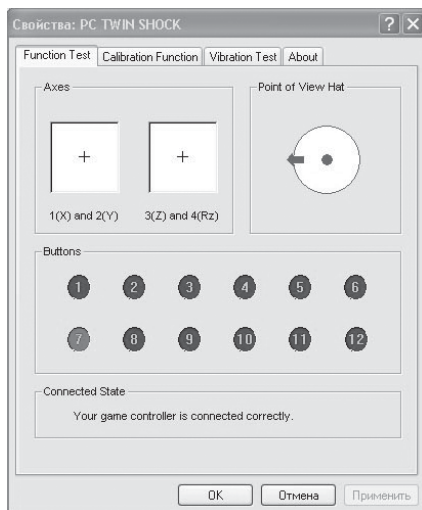 Свойства: PC TWIN SHOCK
Function Test Calibration Function Vibration Test About
Axes
Point of View Hat
1(X) and 2(Y) 3(Z) and 4(Rz)
Buttons
1 2 3 4 5 6
7 8 9 10 11 12
Connected State
Your game controller is connected correctly.
OK Отмена Применить